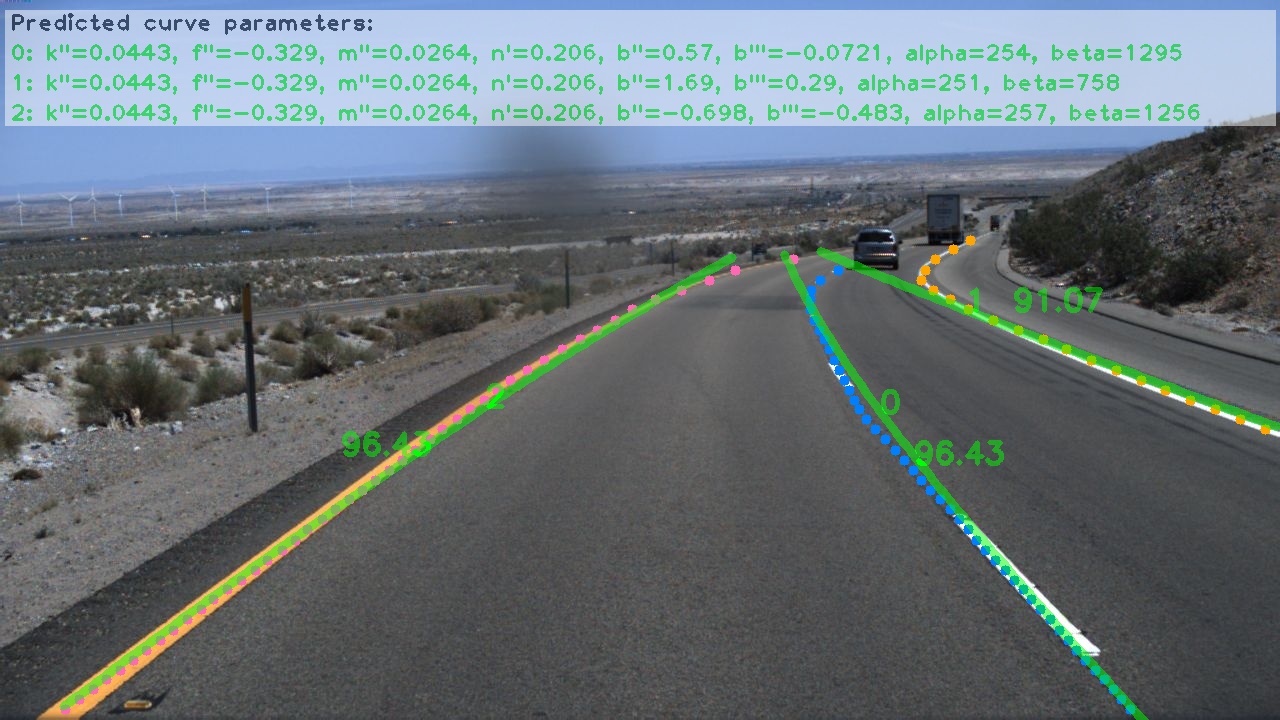 Predicted curve parameters:
0: k''=0.0443, f''=−0.329, m''=0.0264, n'=0.206, b''=0.57, b'''=−0.0721, alpha=254, beta=1295
1: k''=0.0443, f''=−0.329, m''=0.0264, n'=0.206, b''=1.69, b'''=0.29, alpha=251, beta=758
2: k''=0.0443, f''=−0.329, m''=0.0264, n'=0.206, b''=−0.698, b'''=−0.483, alpha=257, beta=1256
1 91.07
2
0
96.43
96.43